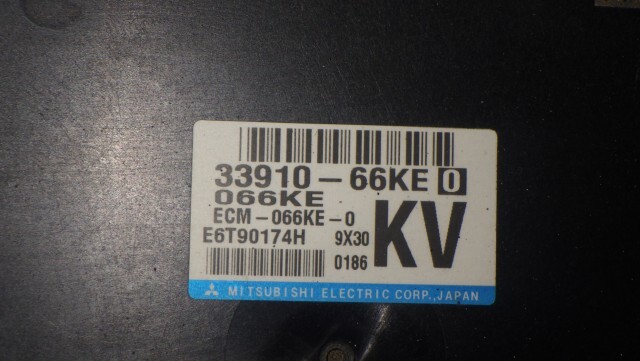 33910-66KE 0
066KE
ECM-066KE-0
E6T90174H 9X30
0186
KV
MITSUBISHI ELECTRIC CORP., JAPAN